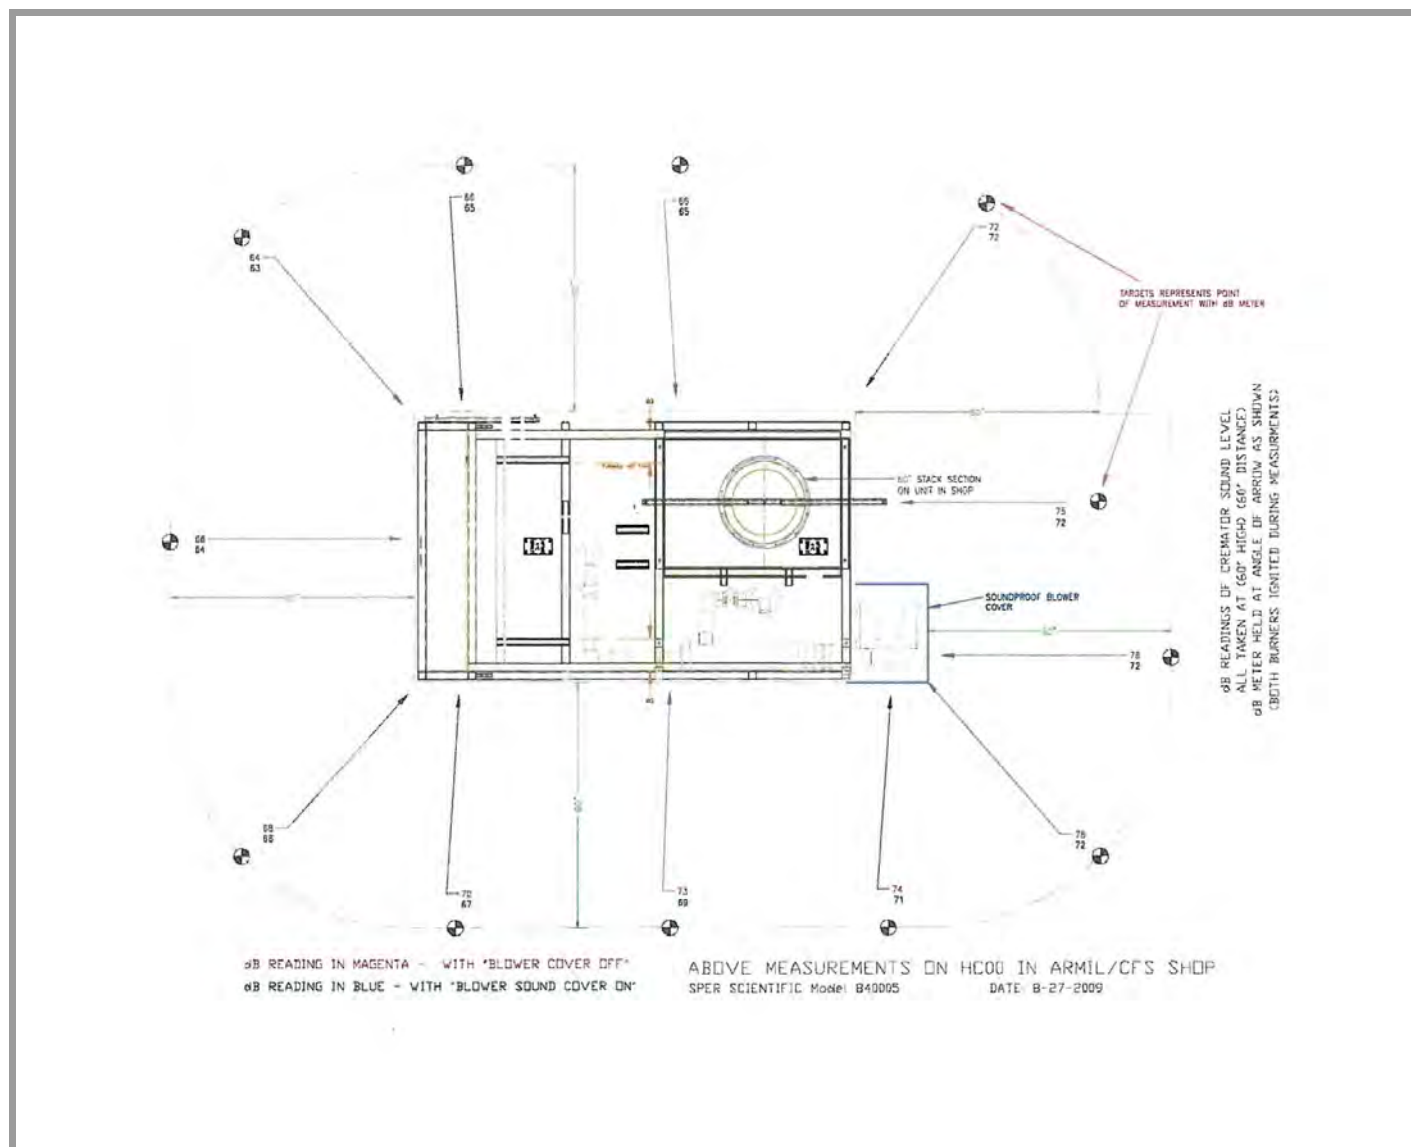 66
65
65
64
63
72
72
TARGETS REPRESENTS POINT
OF MEASUREMENT WITH dB METER
60"
60" STACK SECTION
ON UNIT IN SHOP
75
72
64
SOUNDPROOF BLOWER
COVER
78
72
60"
68
66
76
72
70
67
73
69
74
71
dB READINGS OF CREMATOR SOUND LEVEL
ALL TAKEN AT (60" HIGH) (60" DISTANCE)
dB METER HELD AT ANGLE OF ARROW AS SHOWN
(BOTH BURNERS IGNITED DURING MEASURMENTS)
dB READING IN MAGENTA - WITH "BLOWER COVER OFF"
dB READING IN BLUE - WITH "BLOWER SOUND COVER ON"
ABOVE MEASUREMENTS ON HC00 IN ARMIL/CFS SHOP
SPER SCIENTIFIC Model 840005
DATE: 8-27-2009